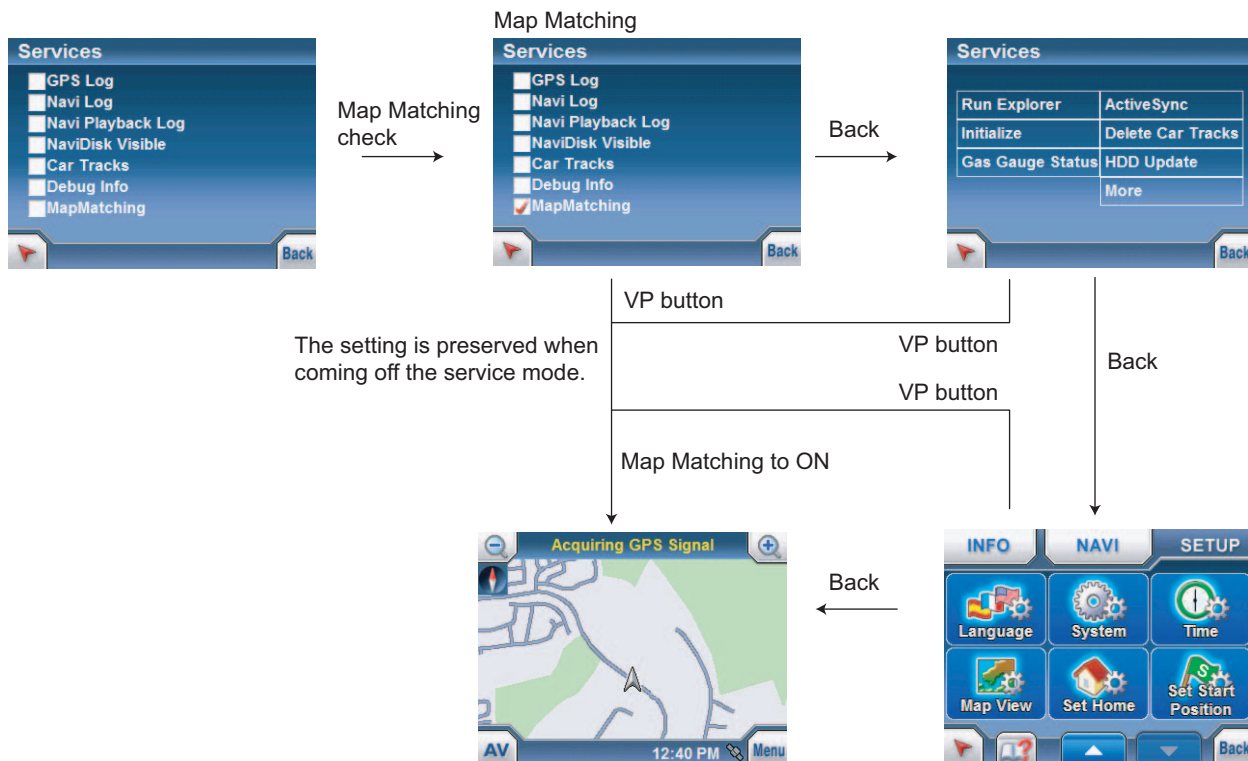 Map Matching
Services
GPS Log
Navi Log
Navi Playback Log
NaviDisk Visible
Car Tracks
Debug Info
MapMatching
Back
Map Matching
check
Services
GPS Log
Navi Log
Navi Playback Log
NaviDisk Visible
Car Tracks
Debug Info
MapMatching
Back
Back
Services
Run Explorer
ActiveSync
Initialize
Delete Car Tracks
Gas Gauge Status
HDD Update
More
Back
VP button
VP button
The setting is preserved when
coming off the service mode.
VP button
Back
Map Matching to ON
Acquiring GPS Signal
AV
12:40 PM
Menu
Back
INFO
NAVI
SETUP
Language
System
Time
Map View
Set Home
S
Set Start
Position
?
Back